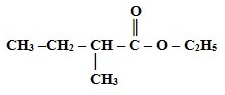 O
CH₃ –CH₂ – CH – C – O – C₂H₅
CH₃